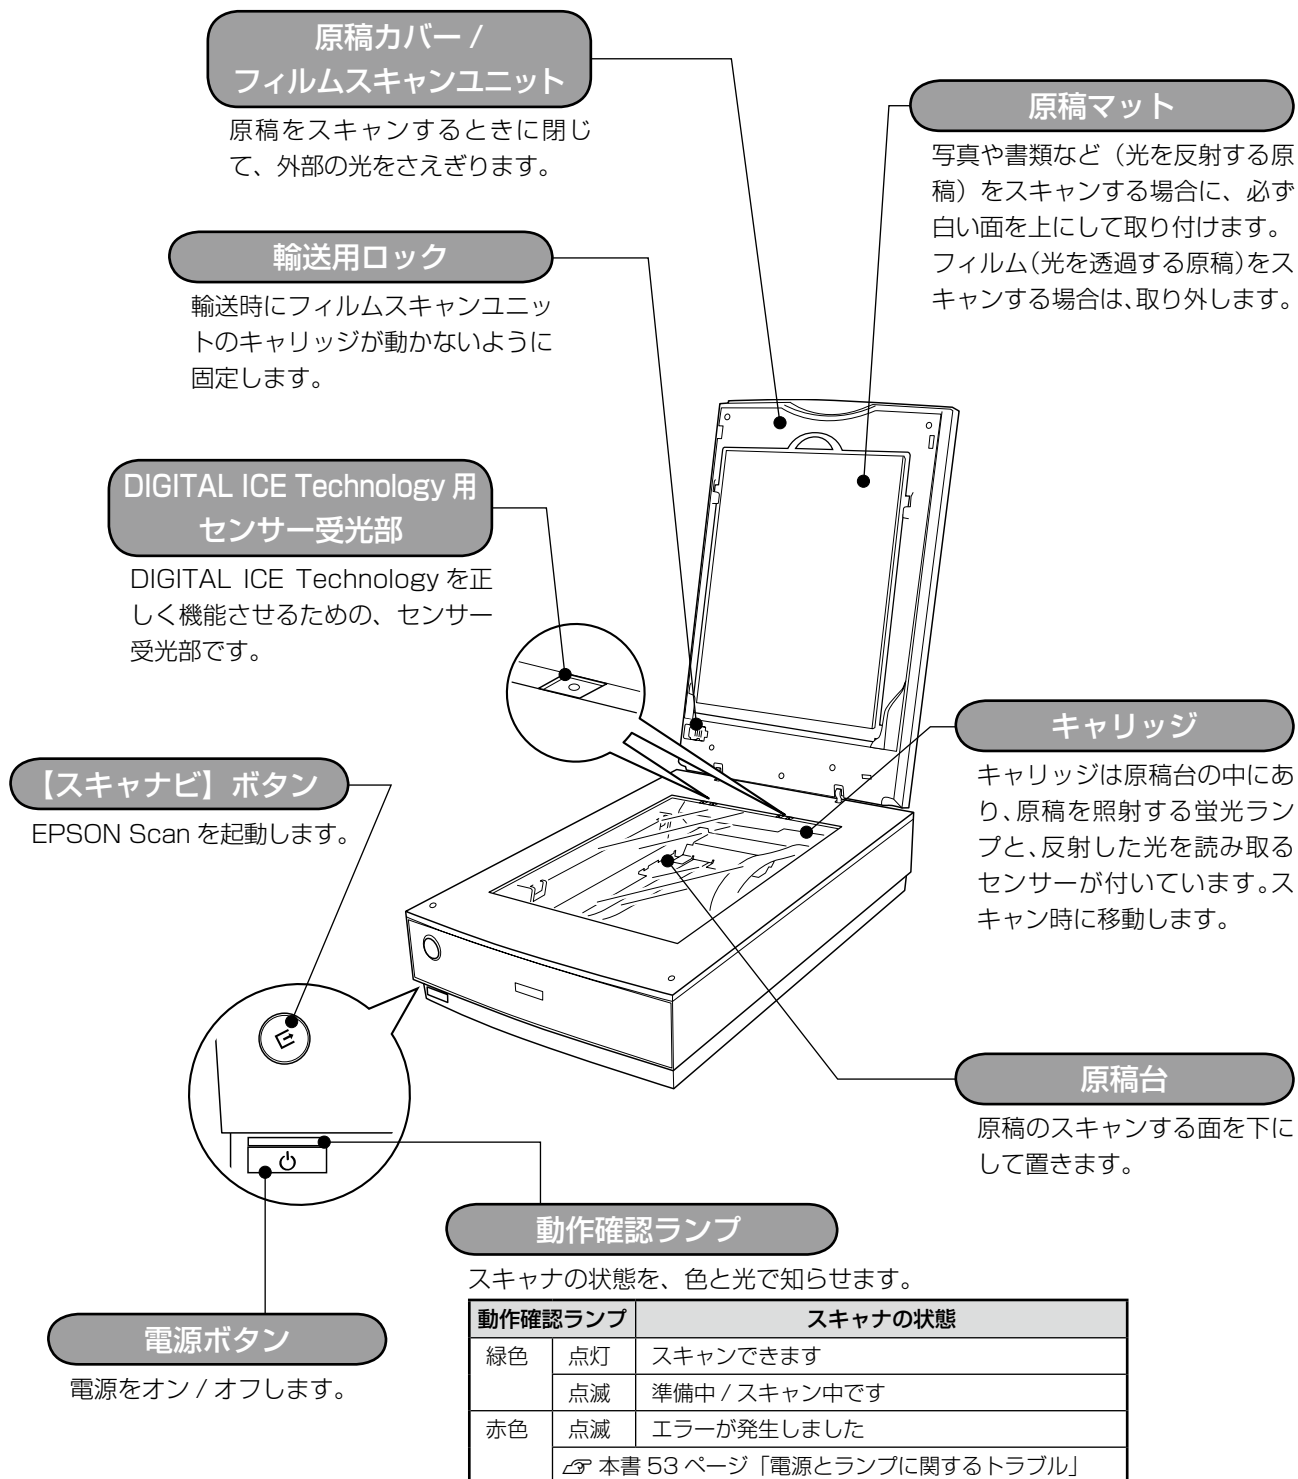 原稿カバー /
フィルムスキャンユニット
原稿をスキャンするときに閉じ
て、外部の光をさえぎります。
原稿マット
写真や書類など（光を反射する原
稿）をスキャンする場合に、必ず
白い面を上にして取り付けます。
フィルム（光を透過する原稿）をス
キャンする場合は、取り外します。
輸送用ロック
輸送時にフィルムスキャンユニッ
トのキャリッジが動かないように
固定します。
DIGITAL ICE Technology 用
センサー受光部
DIGITAL ICE Technology を正
しく機能させるための、センサー
受光部です。
キャリッジ
キャリッジは原稿台の中にあ
り、原稿を照射する蛍光ラン
プと、反射した光を読み取る
センサーが付いています。ス
キャン時に移動します。
【スキャナビ】ボタン
EPSON Scan を起動します。
原稿台
原稿のスキャンする面を下に
して置きます。
動作確認ランプ
スキャナの状態を、色と光で知らせます。
動作確認ランプ スキャナの状態
緑色 点灯 スキャンできます
点滅 準備中 / スキャン中です
赤色 点滅 エラーが発生しました
本書 53 ページ「電源とランプに関するトラブル」
電源ボタン
電源をオン / オフします。